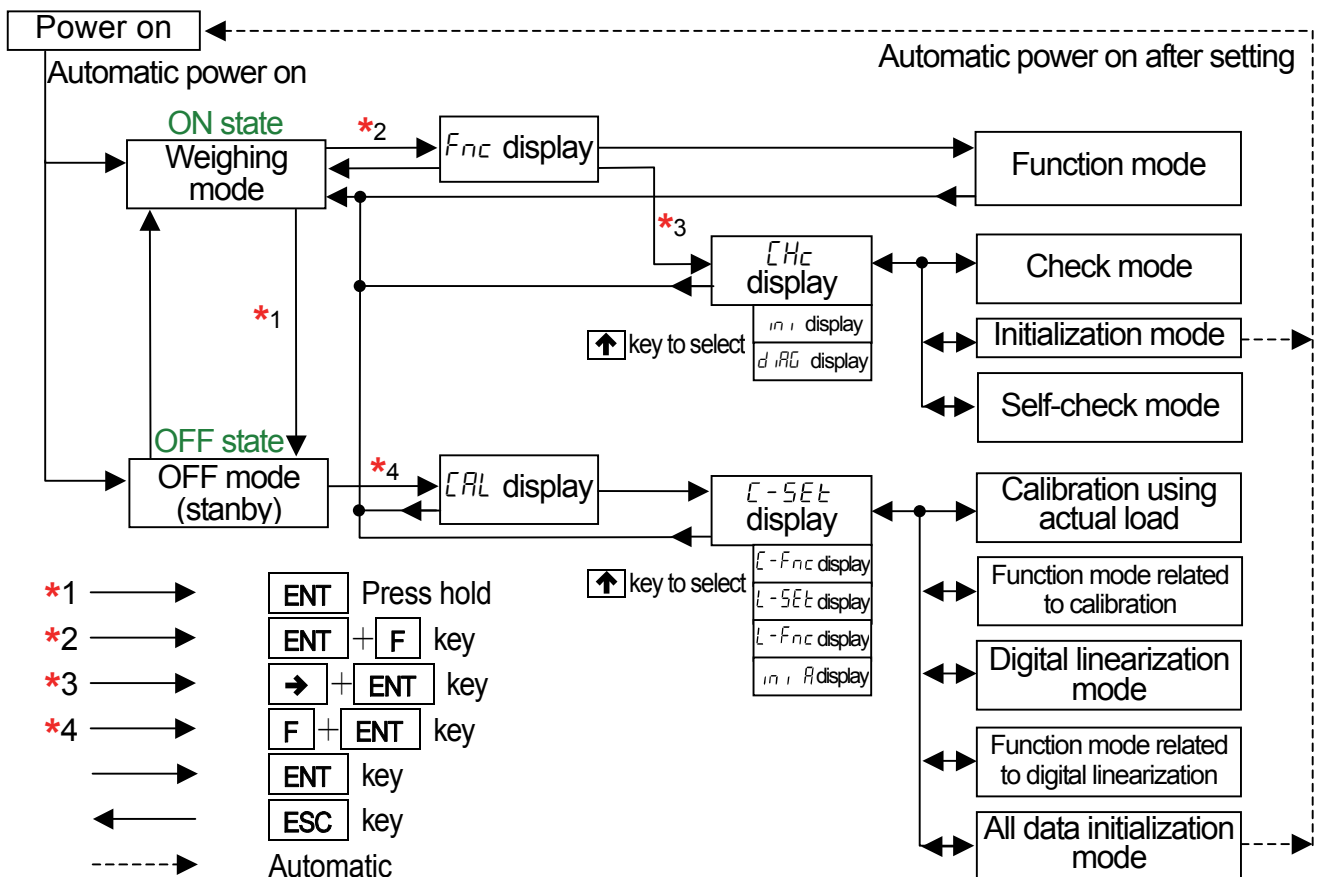 Power on
Automatic power on
Automatic power on after setting
ON state
Weighing
mode
*2
Fnc display
Function mode
*3
CHc
display
ini display
diAG display
↑ key to select
Check mode
Initialization mode
Self-check mode
*1
OFF state
OFF mode
(stanby)
*4
CAL display
C-SEt
display
C-Fnc display
L-SEt display
L-Fnc display
ini A display
↑ key to select
Calibration using
actual load
Function mode related
to calibration
Digital linearization
mode
Function mode related
to digital linearization
All data initialization
mode
*1 ENT Press hold
*2 ENT + F key
*3 → + ENT key
*4 F + ENT key
ENT key
ESC key
Automatic